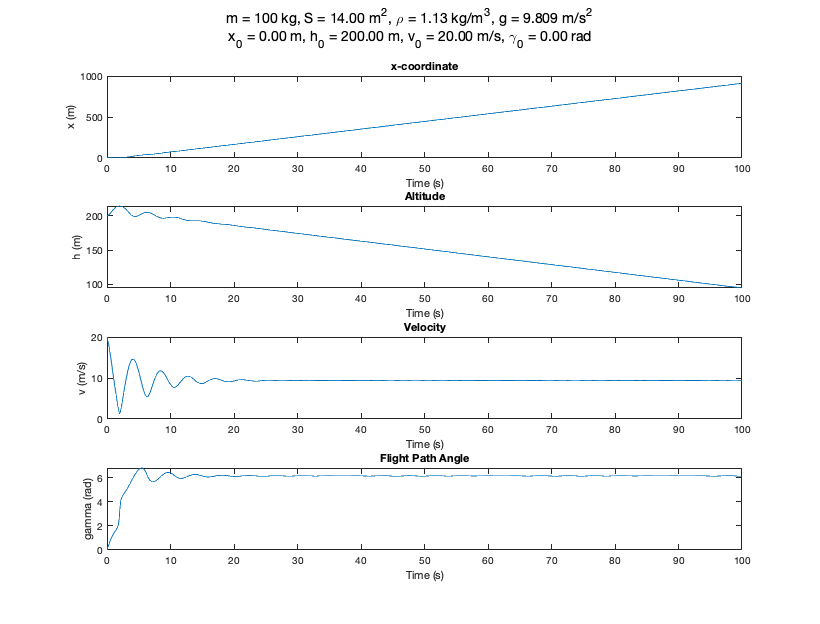 m = 100 kg, S = 14.00 m², ρ = 1.13 kg/m³, g = 9.809 m/s²
x₀ = 0.00 m, h₀ = 200.00 m, v₀ = 20.00 m/s, γ₀ = 0.00 rad
x-coordinate
1000
500
0
x (m)
0 10 20 30 40 50 60 70 80 90 100
Time (s)
Altitude
200
150
100
h (m)
0 10 20 30 40 50 60 70 80 90 100
Time (s)
Velocity
20
10
0
v (m/s)
0 10 20 30 40 50 60 70 80 90 100
Time (s)
Flight Path Angle
6
4
2
0
gamma (rad)
0 10 20 30 40 50 60 70 80 90 100
Time (s)